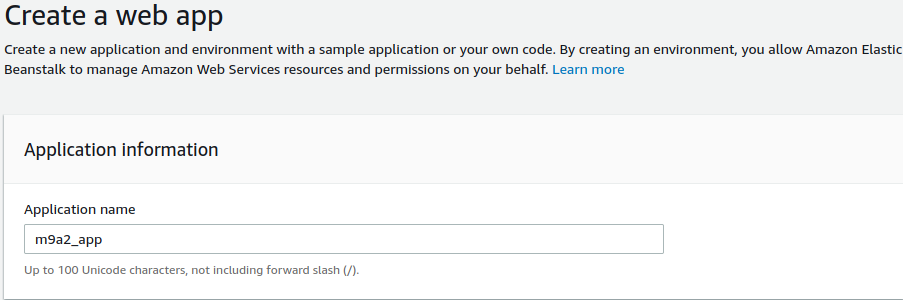 Create a web app
Create a new application and environment with a sample application or your own code. By creating an environment, you allow Amazon Elastic
Beanstalk to manage Amazon Web Services resources and permissions on your behalf. Learn more
Application information
Application name
m9a2_app
Up to 100 Unicode characters, not including forward slash (/).